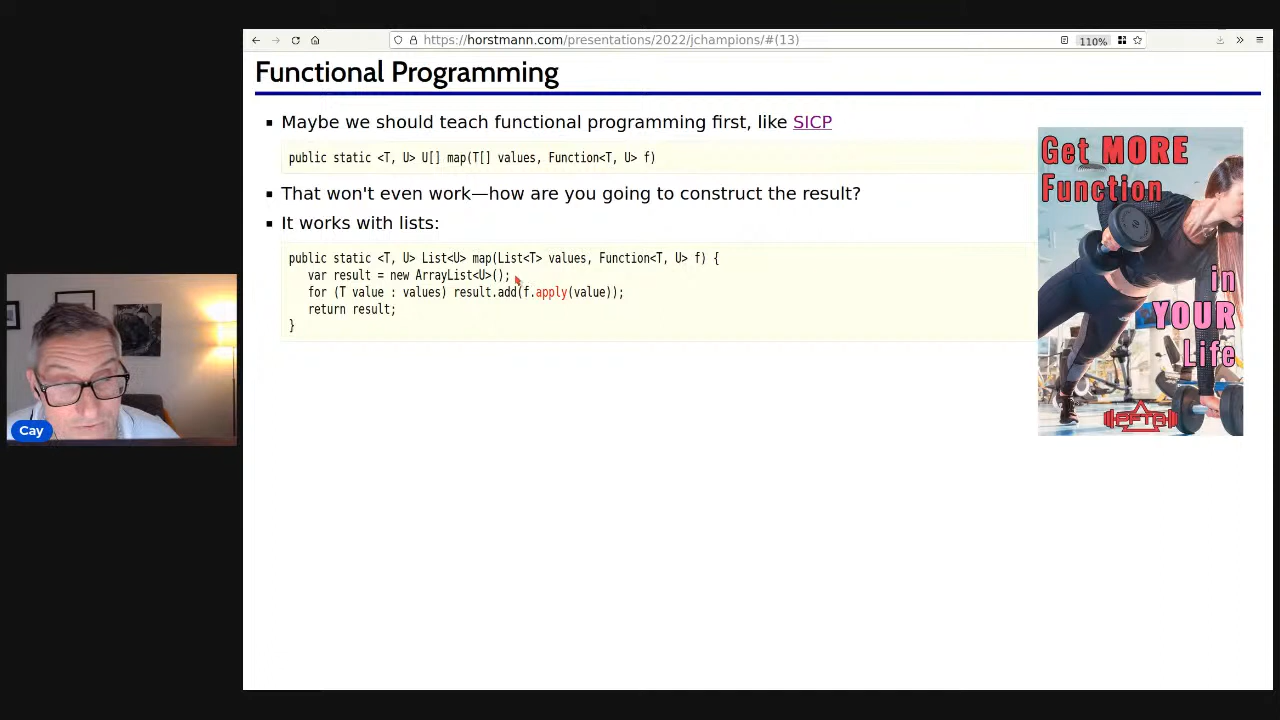 https://horstmann.com/presentations/2022/jchampions/#(13)
110%
Functional Programming
Maybe we should teach functional programming first, like SICP
public static <T, U> U[] map(T[] values, Function<T, U> f)
That won't even work—how are you going to construct the result?
It works with lists:
public static <T, U> List<U> map(List<T> values, Function<T, U> f) {
var result = new ArrayList<U>();
for (T value : values) result.add(f.apply(value));
return result;
}
Get MORE
Function
in
YOUR
Life
Cay